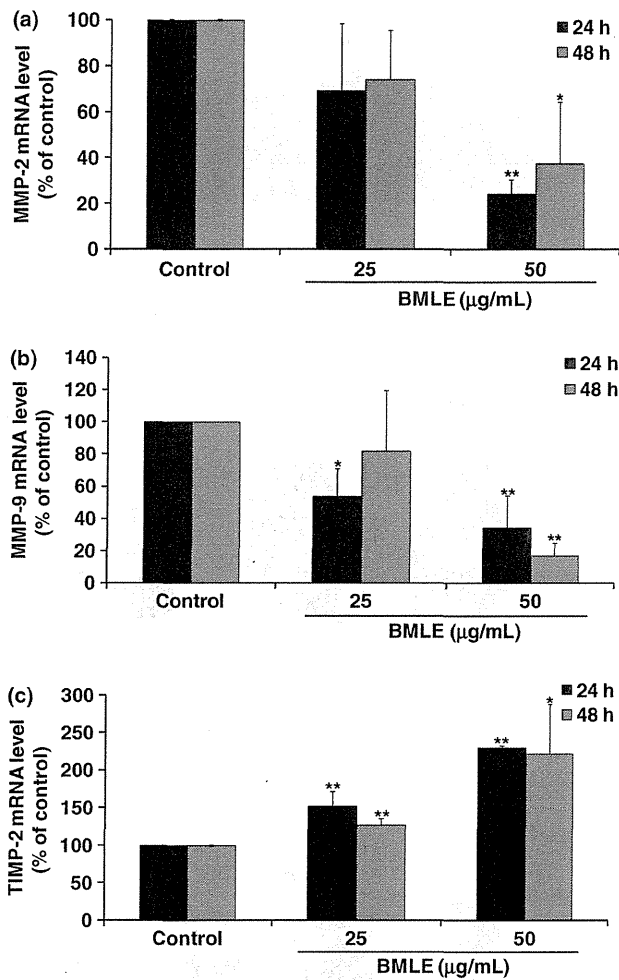 (a)
MMP-2 mRNA level
(% of control)
100
80
60
40
20
0
24 h
48 h
*
**
Control
25
50
BMLE (μg/mL)
(b)
MMP-9 mRNA level
(% of control)
140
120
100
80
60
40
20
0
24 h
48 h
*
**
**
Control
25
50
BMLE (μg/mL)
(c)
TIMP-2 mRNA level
(% of control)
300
250
200
150
100
50
0
24 h
48 h
**
**
**
*
Control
25
50
BMLE (μg/mL)